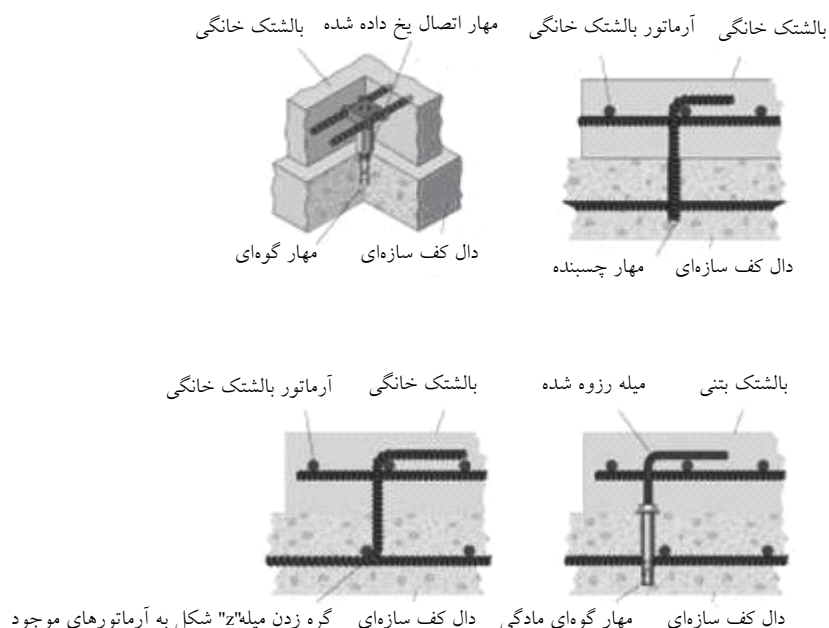 بالشتک خانگی آرماتور بالشتک خانگی مهار اتصال یخ داده شده بالشتک خانگی
دال کف سازه‌ای مهار چسبنده دال کف سازه‌ای مهار گوه‌ای
بالشتک بتنی میله رزوه شده بالشتک خانگی آرماتور بالشتک خانگی
دال کف سازه‌ای مهار گوه‌ای مادگی دال کف سازه‌ای گره زدن میله"z" شکل به آرماتورهای موجود